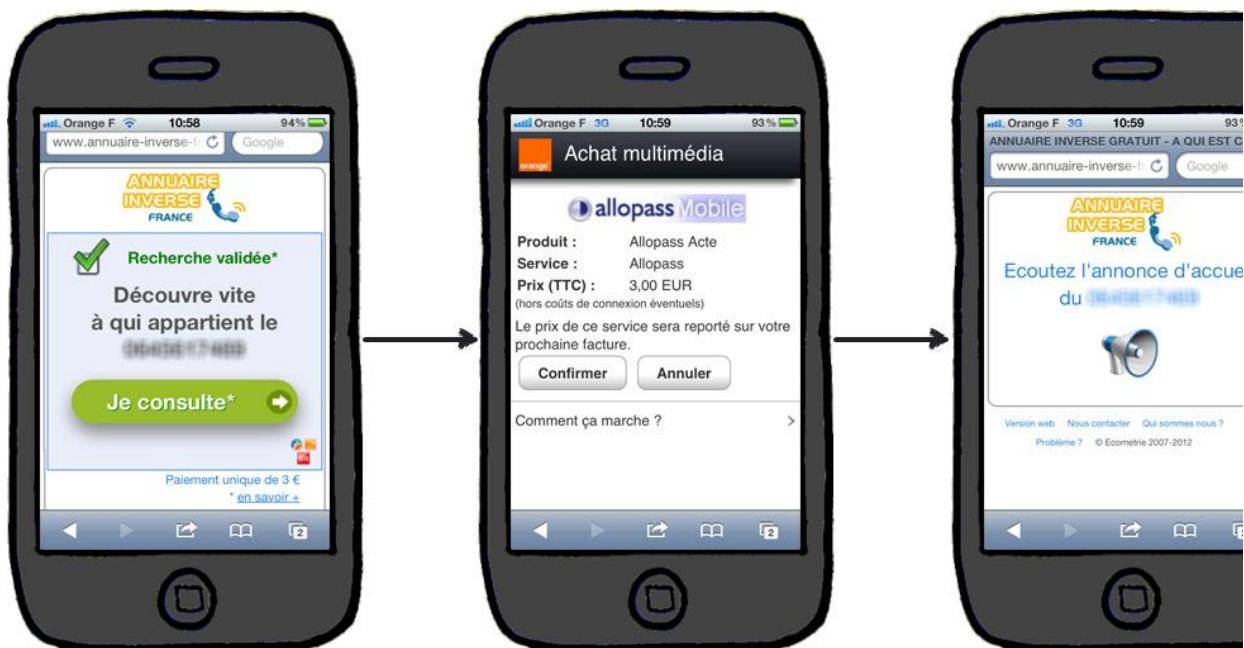 Orange F 10:58 94%
www.annuaire-inverse-f Google
ANNUAIRE
INVERSE
FRANCE
Recherche validée*
Découvre vite
à qui appartient le
Je consulte*
Paiement unique de 3 €
* en savoir +
2
Orange F 3G 10:59 93%
orange Achat multimédia
allopass Mobile
Produit : Allopass Acte
Service : Allopass
Prix (TTC) : 3,00 EUR
(hors coûts de connexion éventuels)
Le prix de ce service sera reporté sur votre
prochaine facture.
Confirmer Annuler
Comment ça marche ? >
2
Orange F 3G 10:59 93%
ANNUAIRE INVERSE GRATUIT - A QUI EST C
www.annuaire-inverse-f Google
ANNUAIRE
INVERSE
FRANCE
Ecoutez l'annonce d'accue
du
Version web Nous contacter Qui sommes nous ?
Problème ? © Ecometrie 2007-2012